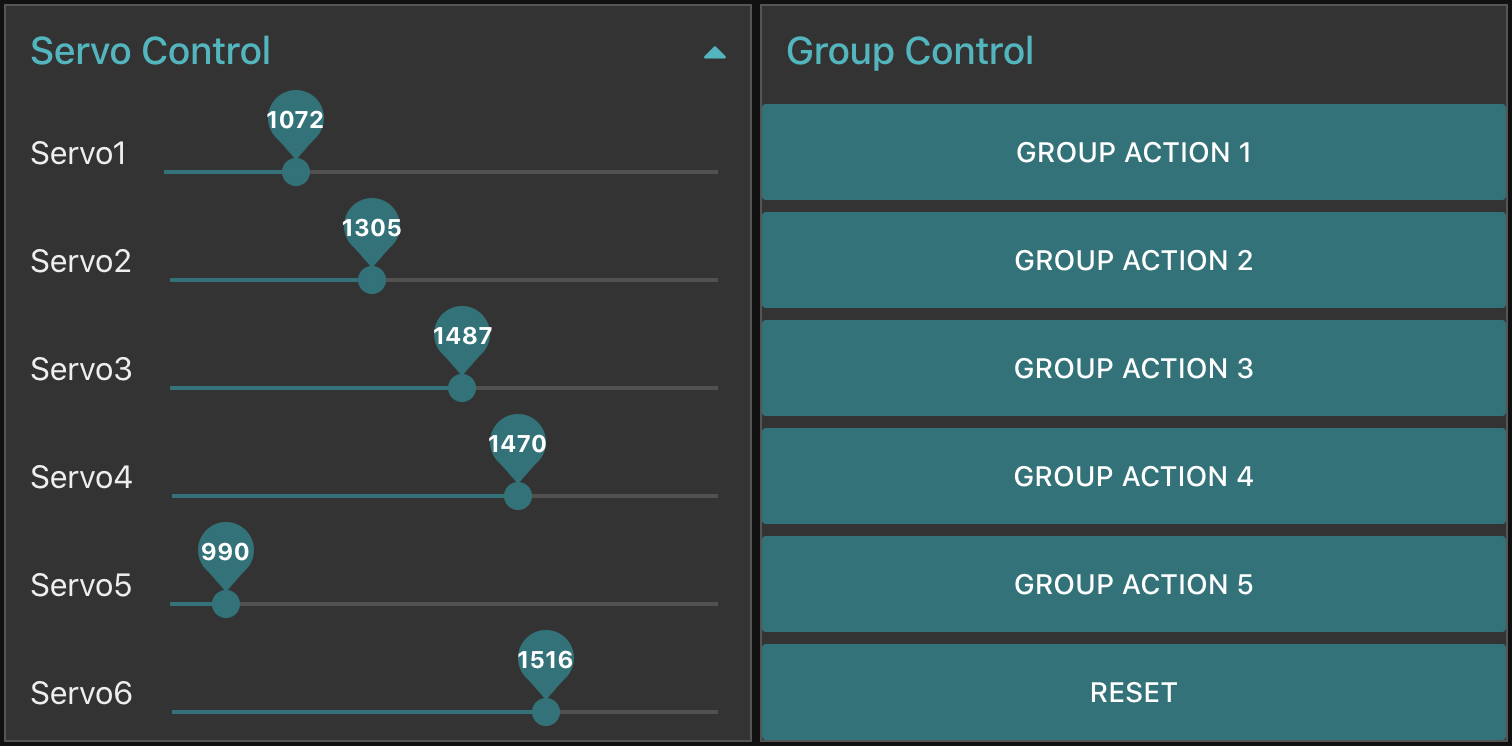 Servo Control
1072
Servo1
1305
Servo2
1487
Servo3
1470
Servo4
990
Servo5
1516
Servo6
Group Control
GROUP ACTION 1
GROUP ACTION 2
GROUP ACTION 3
GROUP ACTION 4
GROUP ACTION 5
RESET